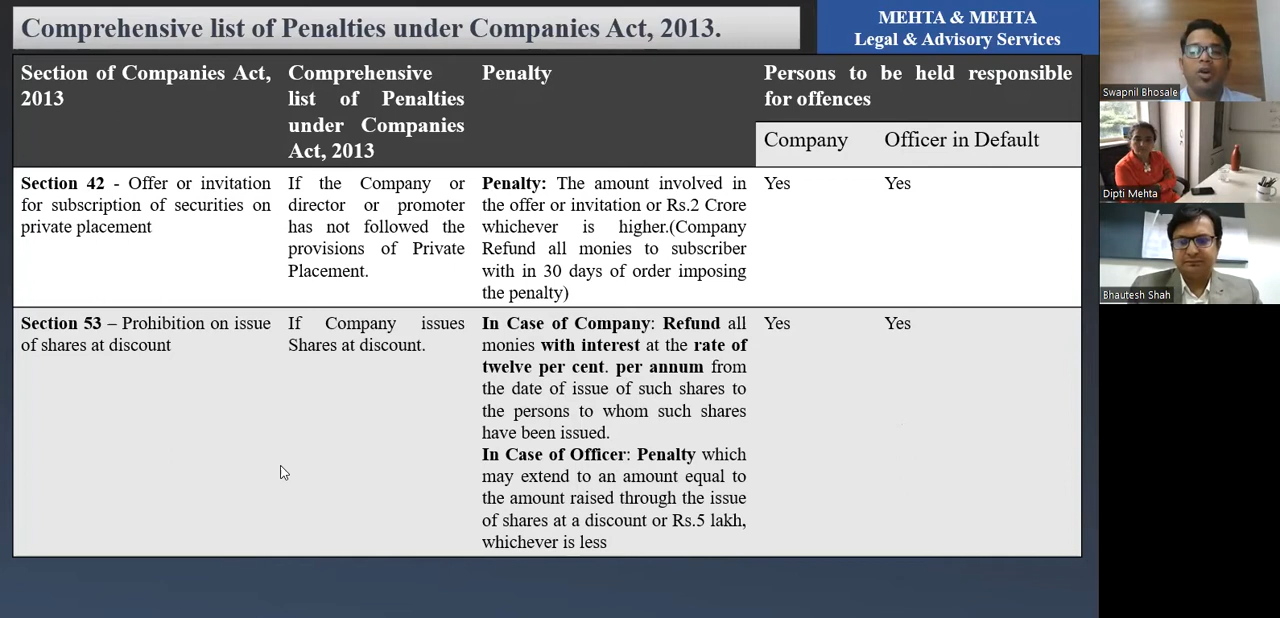 Comprehensive list of Penalties under Companies Act, 2013.
MEHTA & MEHTA
Legal & Advisory Services
Section of Companies Act,
2013
Comprehensive
list of Penalties
under Companies
Act, 2013
Penalty
Persons to be held responsible
for offences
Company
Officer in Default
Section 42 - Offer or invitation
for subscription of securities on
private placement
If the Company or
director or promotor
has not followed the
provisions of Private
Placement.
Penalty: The amount involved in
the offer or invitation or Rs.2 Crore
whichever is higher.(Company
Refund all monies to subscriber
with in 30 days of order imposing
the penalty)
Yes
Yes
Section 53 – Prohibition on issue
of shares at discount
If Company issues
Shares at discount.
In Case of Company: Refund all
monies with interest at the rate of
twelve per cent. per annum from
the date of issue of such shares to
the persons to whom such shares
have been issued.
In Case of Officer: Penalty which
may extend to an amount equal to
the amount raised through the issue
of shares at a discount or Rs.5 lakh,
whichever is less
Yes
Yes
Swapnil Bhosale
Dipti Mehta
Bhautesh Shah